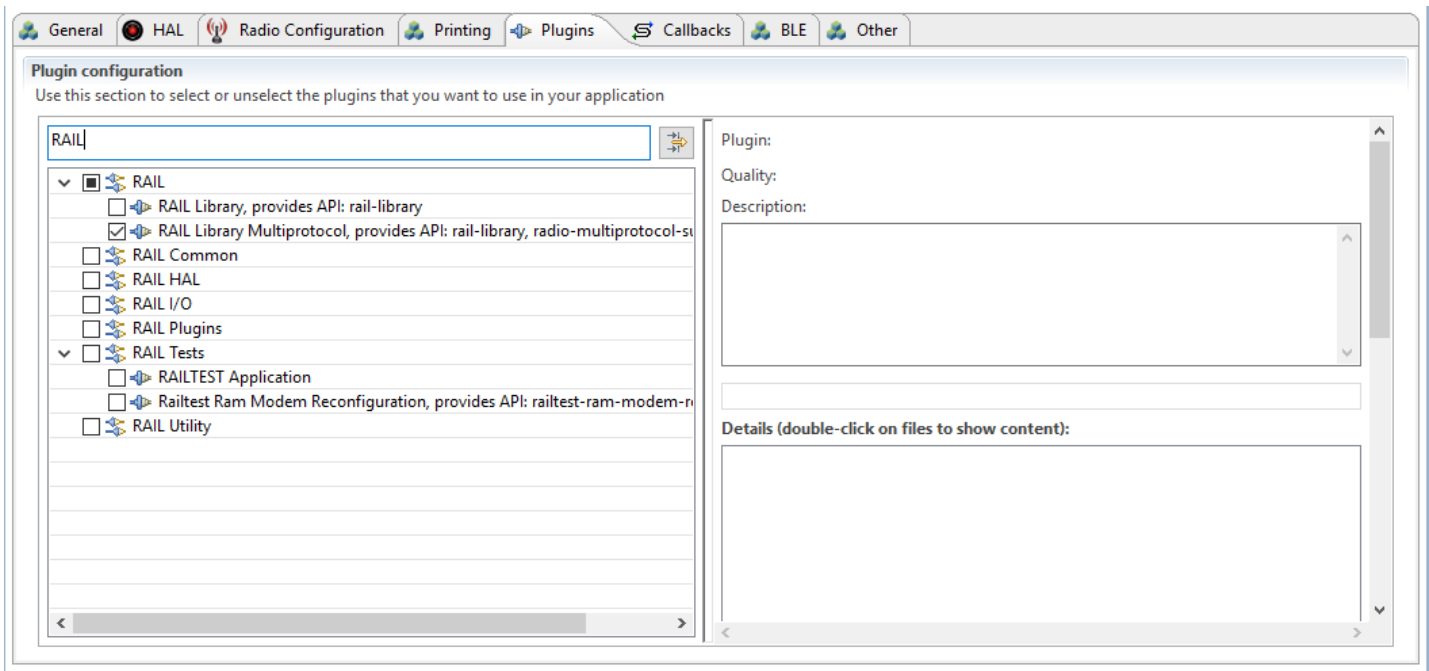 General HAL Radio Configuration Printing Plugins Callbacks BLE Other
Plugin configuration
Use this section to select or unselect the plugins that you want to use in your application
RAIL
RAIL
RAIL Library, provides API: rail-library
RAIL Library Multiprotocol, provides API: rail-library, radio-multiprotocol-su
RAIL Common
RAIL HAL
RAIL I/O
RAIL Plugins
RAIL Tests
RAILTEST Application
Railtest Ram Modem Reconfiguration, provides API: railtest-ram-modem-r
RAIL Utility
Plugin:
Quality:
Description:
Details (double-click on files to show content):